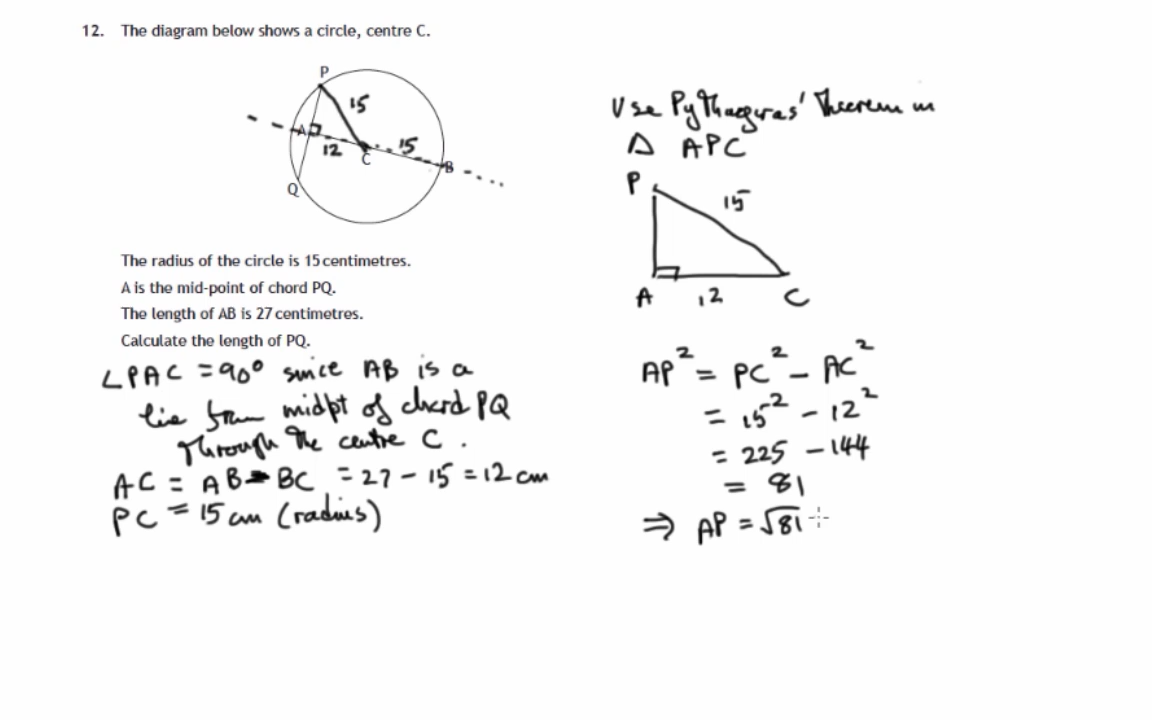 12. The diagram below shows a circle, centre C.
P
15
A
12
C
15
B
Q
The radius of the circle is 15 centimetres.
A is the mid-point of chord PQ.
The length of AB is 27 centimetres.
Calculate the length of PQ.
∠PAC = 90° since AB is a
line from midpt of chord PQ
through the centre C.
AC = AB - BC = 27 - 15 = 12 cm
PC = 15 cm (radius)
Use Pythagoras' Theorem in
Δ APC
P
15
A 12 C
AP² = PC² - AC²
= 15² - 12²
= 225 - 144
= 81
⇒ AP = √81